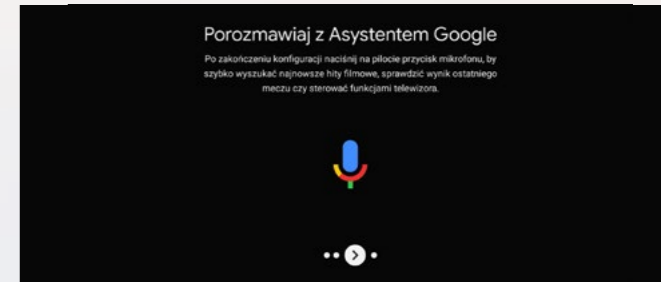 Porozmawiaj z Asystentem Google
Po zakończeniu konfiguracji naciśnij na pilocie przycisk mikrofonu, by
szybko wyszukać najnowsze hity filmowe, sprawdzić wynik ostatniego
meczu czy sterować funkcjami telewizora.